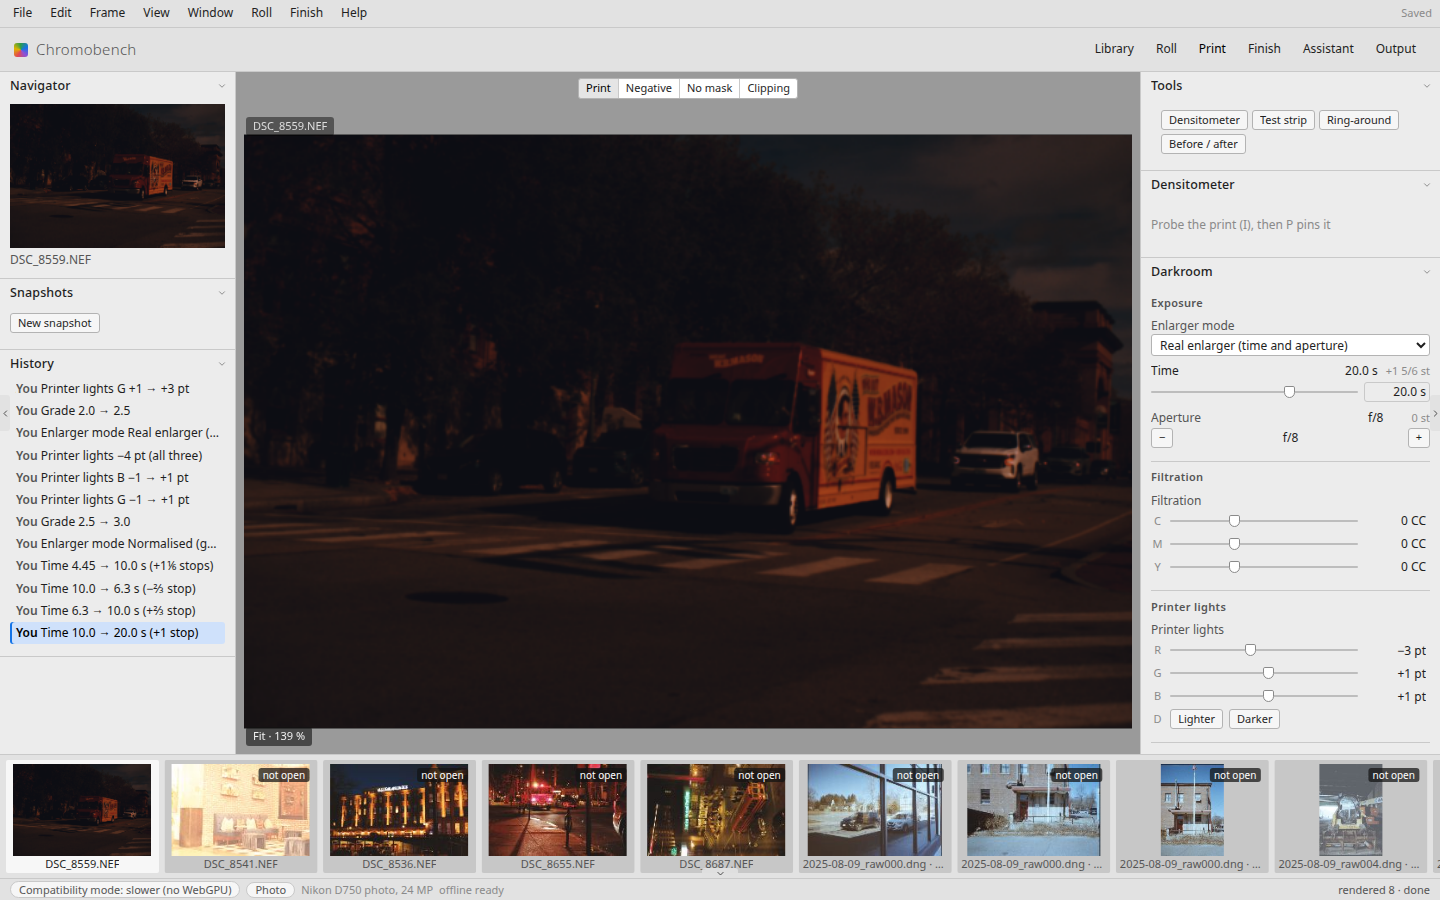 File Edit Frame View Window Roll Finish Help
Saved
Chromobench
Library Roll Print Finish Assistant Output
Navigator
DSC_8559.NEF
Snapshots
New snapshot
History
You Printer lights G +1 → +3 pt
You Grade 2.0 → 2.5
You Enlarger mode Real enlarger (...
You Printer lights −4 pt (all three)
You Printer lights B −1 → +1 pt
You Printer lights G −1 → +1 pt
You Grade 2.5 → 3.0
You Enlarger mode Normalised (g...
You Time 4.45 → 10.0 s (+1⅙ stops)
You Time 10.0 → 6.3 s (−⅔ stop)
You Time 6.3 → 10.0 s (+⅔ stop)
You Time 10.0 → 20.0 s (+1 stop)
Print Negative No mask Clipping
DSC_8559.NEF
Fit · 139 %
Tools
Densitometer Test strip Ring-around
Before / after
Densitometer
Probe the print (I), then P pins it
Darkroom
Exposure
Enlarger mode
Real enlarger (time and aperture)
Time 20.0 s +1 5/6 st
20.0 s
Aperture f/8 0 st
− f/8 +
Filtration
Filtration
C 0 CC
M 0 CC
Y 0 CC
Printer lights
Printer lights
R −3 pt
G +1 pt
B +1 pt
D Lighter Darker
not open not open not open not open not open not open not open not open
DSC_8559.NEF DSC_8541.NEF DSC_8536.NEF DSC_8655.NEF DSC_8687.NEF 2025-08-09_raw000.dng · ... 2025-08-09_raw000.dng · ... 2025-08-09_raw000.dng · ... 2025-08-09_raw004.dng · ...
Compatibility mode: slower (no WebGPU) Photo Nikon D750 photo, 24 MP offline ready
rendered 8 · done